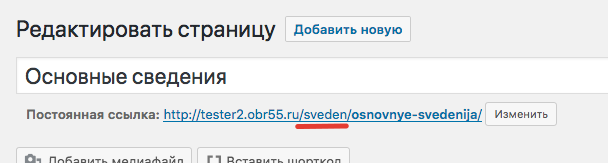 Редактировать страницу Добавить новую
Основные сведения
Постоянная ссылка: http://tester2.obr55.ru/sveden/osnovnye-svedenija/ Изменить
Добавить медиафайл Вставить шорткод